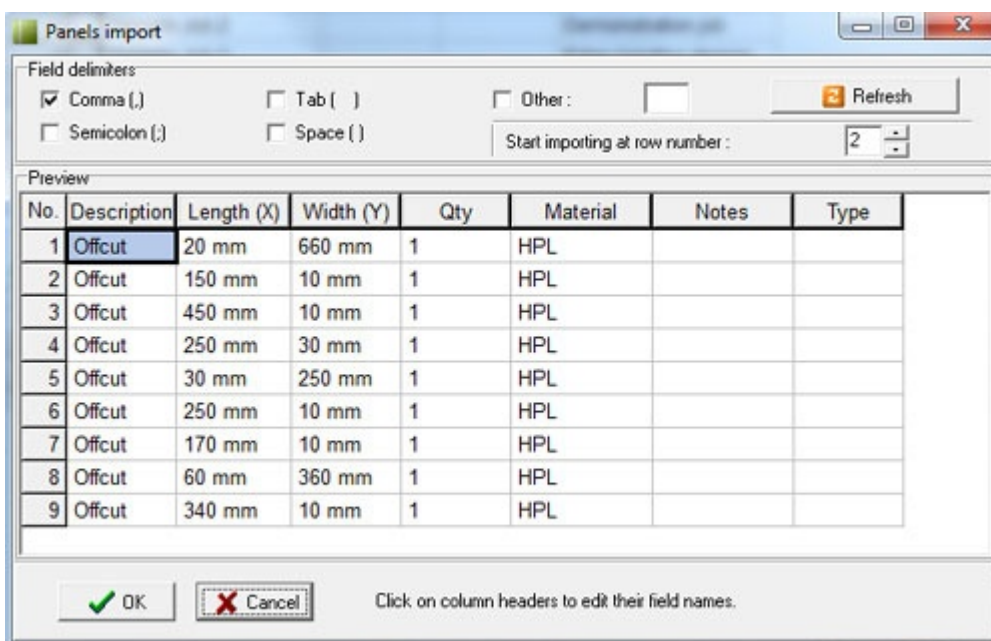 Panels import
Field delimiters
Comma (,) Tab ( ) Other : Refresh
Semicolon (;) Space ( ) Start importing at row number : 2
Preview
No. Description Length (X) Width (Y) Qty Material Notes Type
1 Offcut 20 mm 660 mm 1 HPL
2 Offcut 150 mm 10 mm 1 HPL
3 Offcut 450 mm 10 mm 1 HPL
4 Offcut 250 mm 30 mm 1 HPL
5 Offcut 30 mm 250 mm 1 HPL
6 Offcut 250 mm 10 mm 1 HPL
7 Offcut 170 mm 10 mm 1 HPL
8 Offcut 60 mm 360 mm 1 HPL
9 Offcut 340 mm 10 mm 1 HPL
OK Cancel Click on column headers to edit their field names.